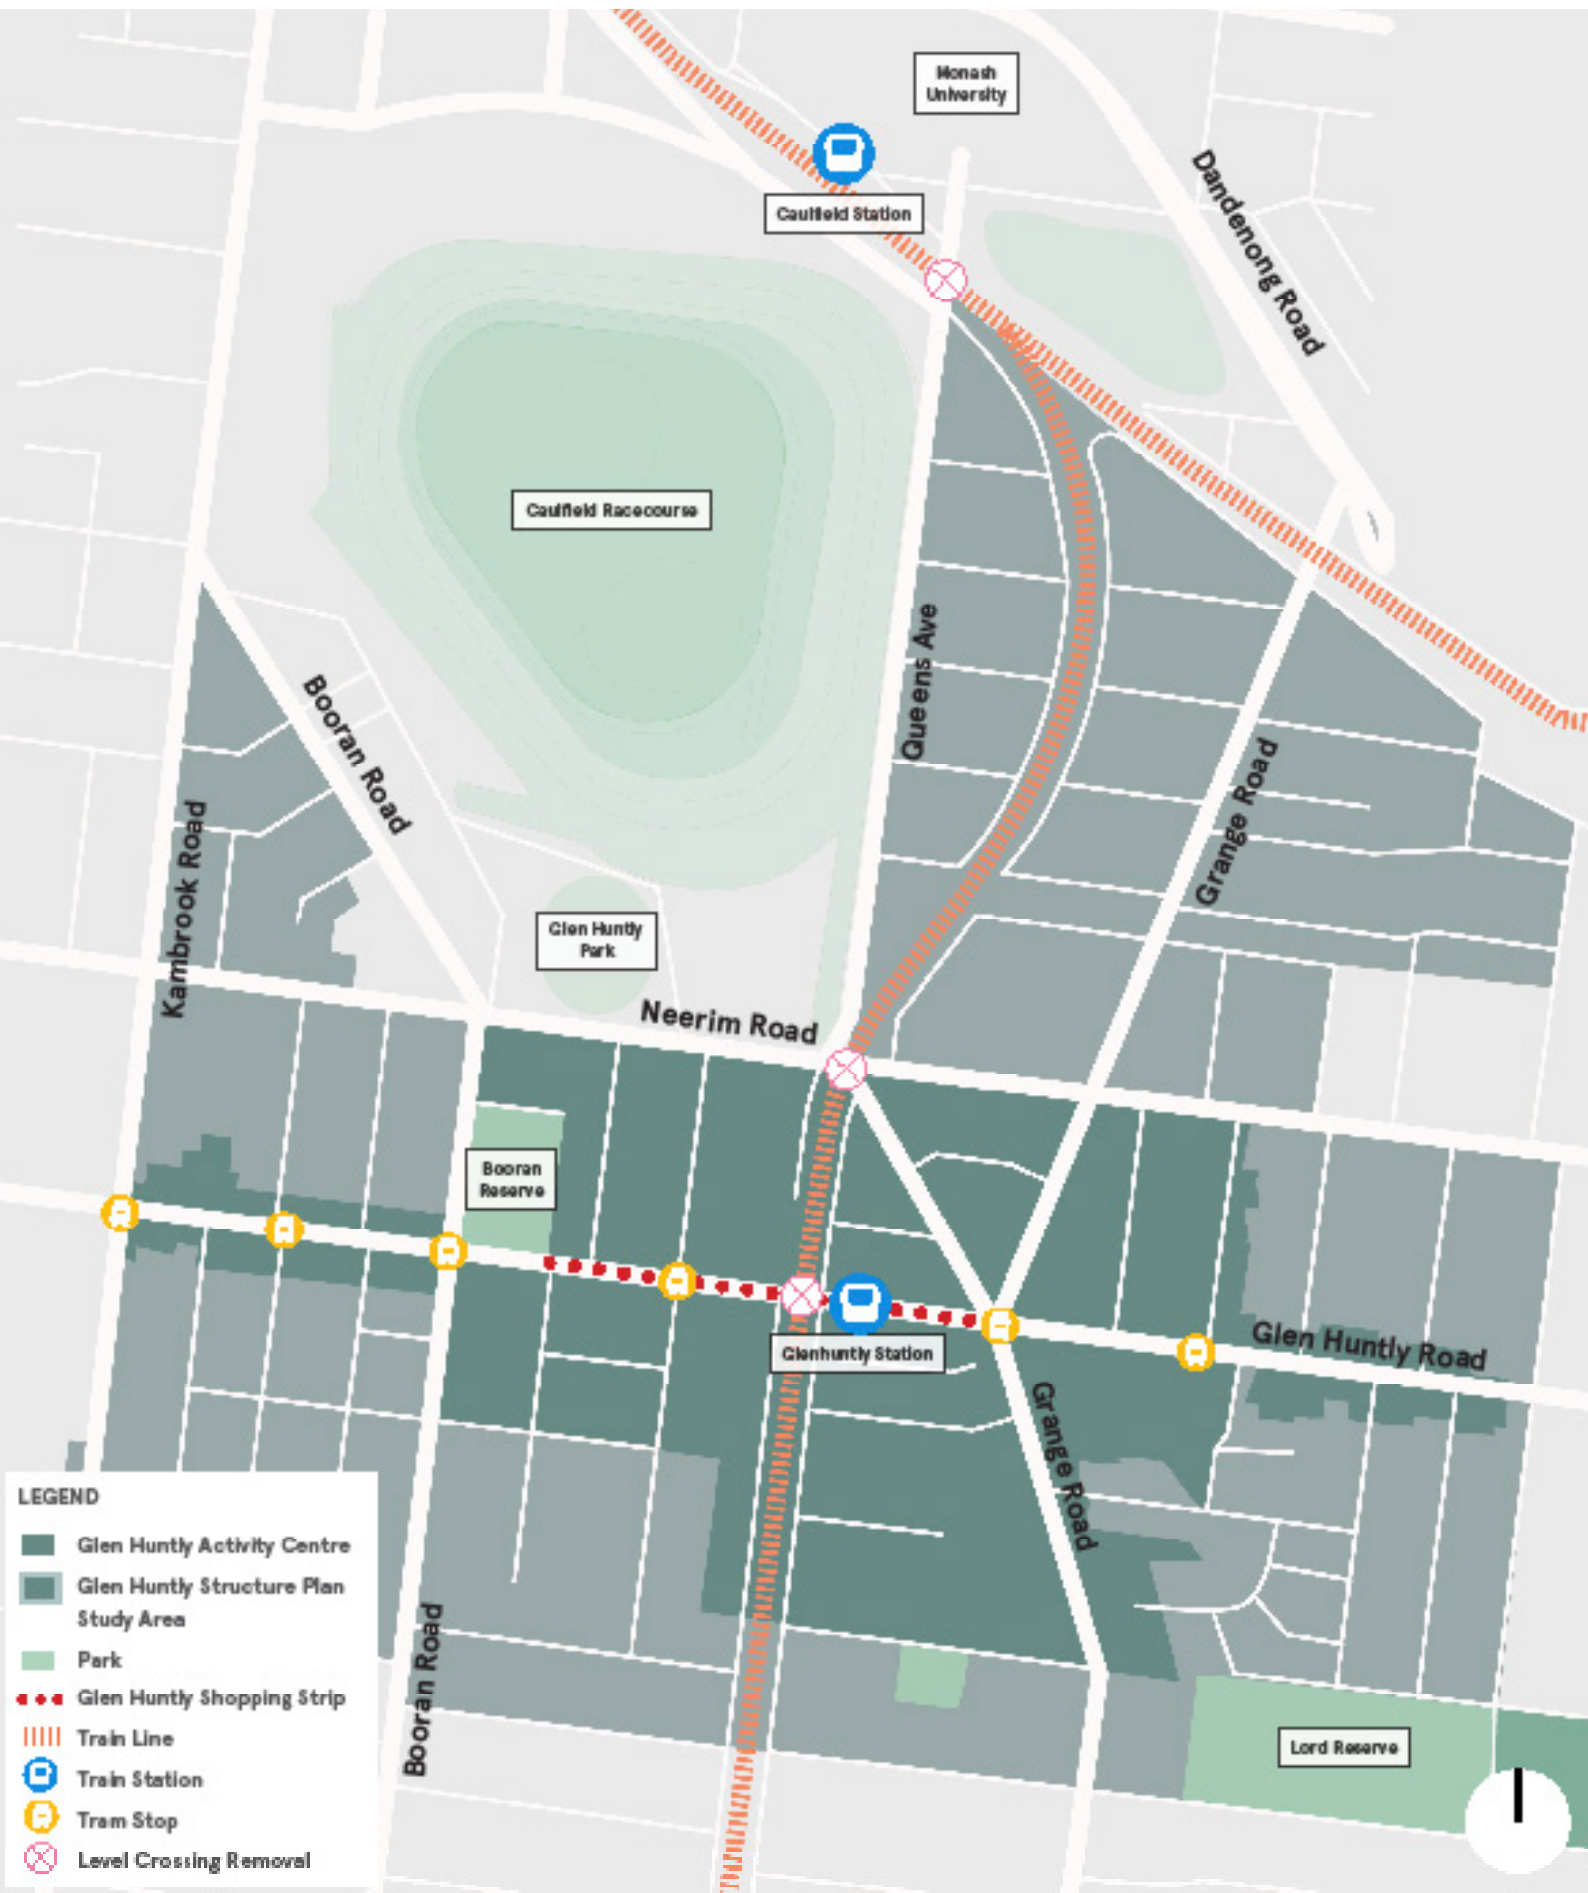 Monash
University
Caulfield Station
Dandenong Road
Caulfield Racecourse
Queens Ave
Booran Road
Grange Road
Kambrook Road
Glen Huntly
Park
Neerim Road
Booran
Reserve
Glen Huntly Road
Glenhuntly Station
Grange Road
LEGEND
Glen Huntly Activity Centre
Glen Huntly Structure Plan
Study Area
Park
Glen Huntly Shopping Strip
Train Line
Train Station
Tram Stop
Level Crossing Removal
Booran Road
Lord Reserve